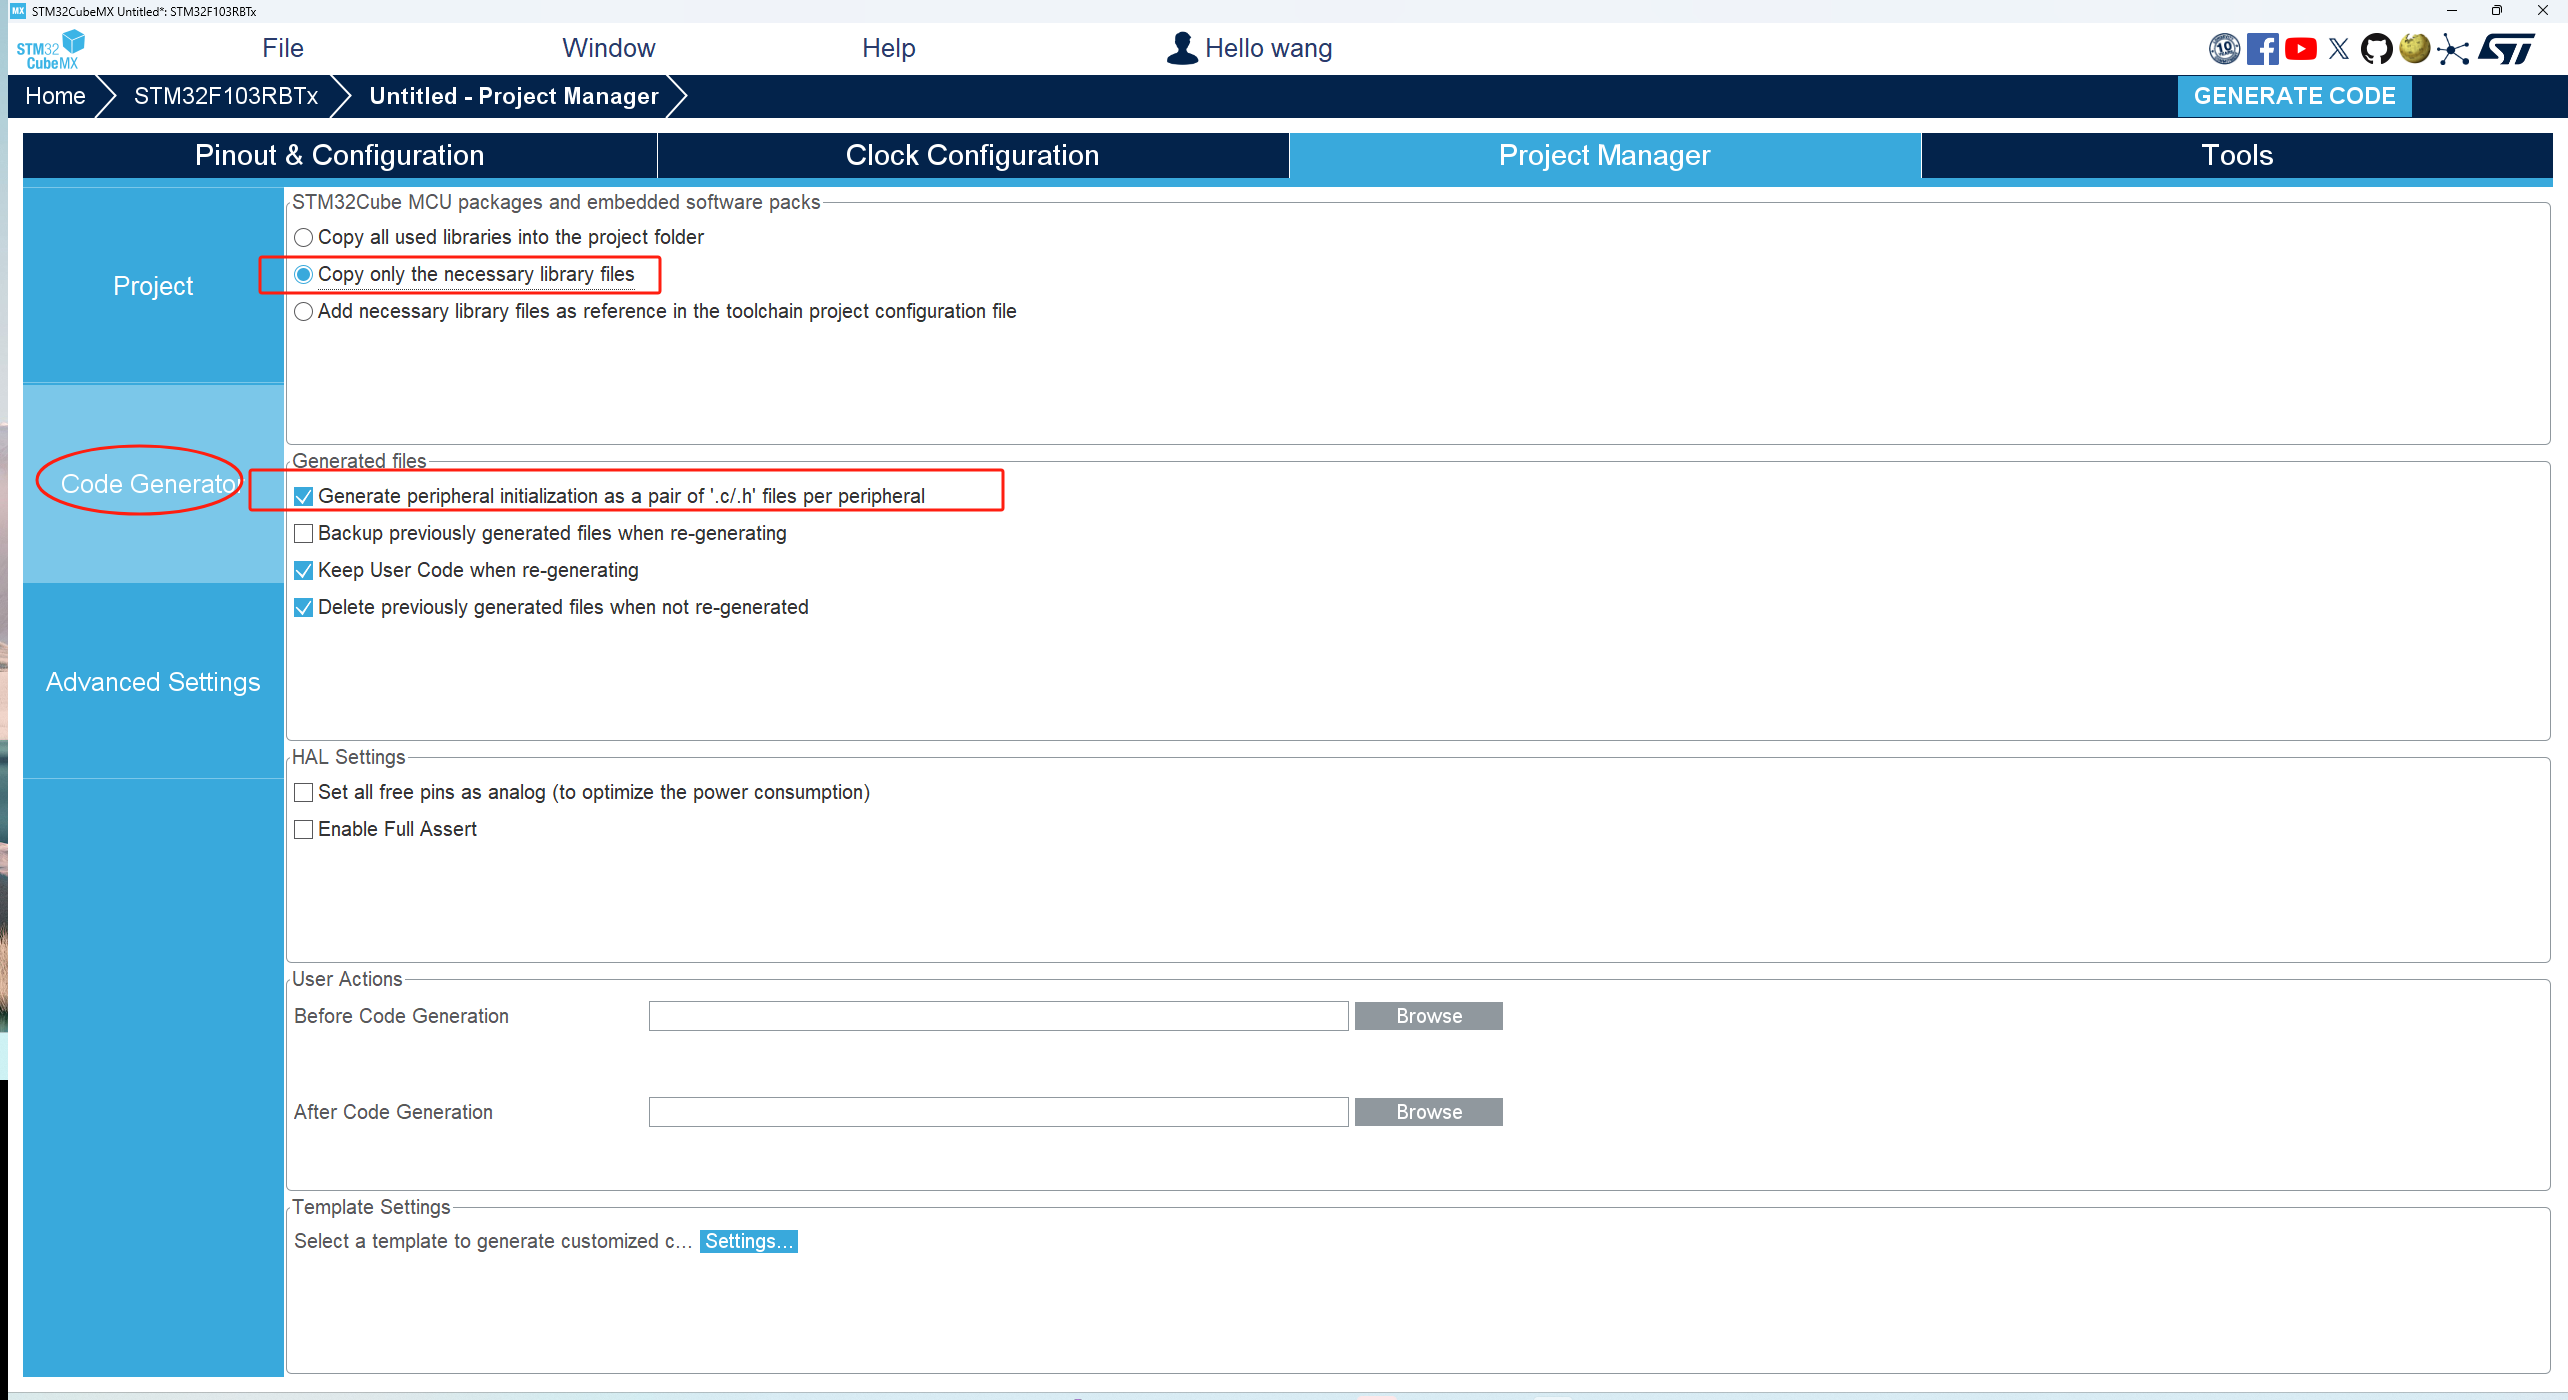 MX STM32CubeMX Untitled*: STM32F103RBTx
STM32 CubeMX
File Window Help Hello wang
10
Home STM32F103RBTx Untitled - Project Manager GENERATE CODE
Pinout & Configuration Clock Configuration Project Manager Tools
Project
Code Generator
Advanced Settings
STM32Cube MCU packages and embedded software packs
Copy all used libraries into the project folder
Copy only the necessary library files
Add necessary library files as reference in the toolchain project configuration file
Generated files
Generate peripheral initialization as a pair of '.c/.h' files per peripheral
Backup previously generated files when re-generating
Keep User Code when re-generating
Delete previously generated files when not re-generated
HAL Settings
Set all free pins as analog (to optimize the power consumption)
Enable Full Assert
User Actions
Before Code Generation Browse
After Code Generation Browse
Template Settings
Select a template to generate customized c... Settings...